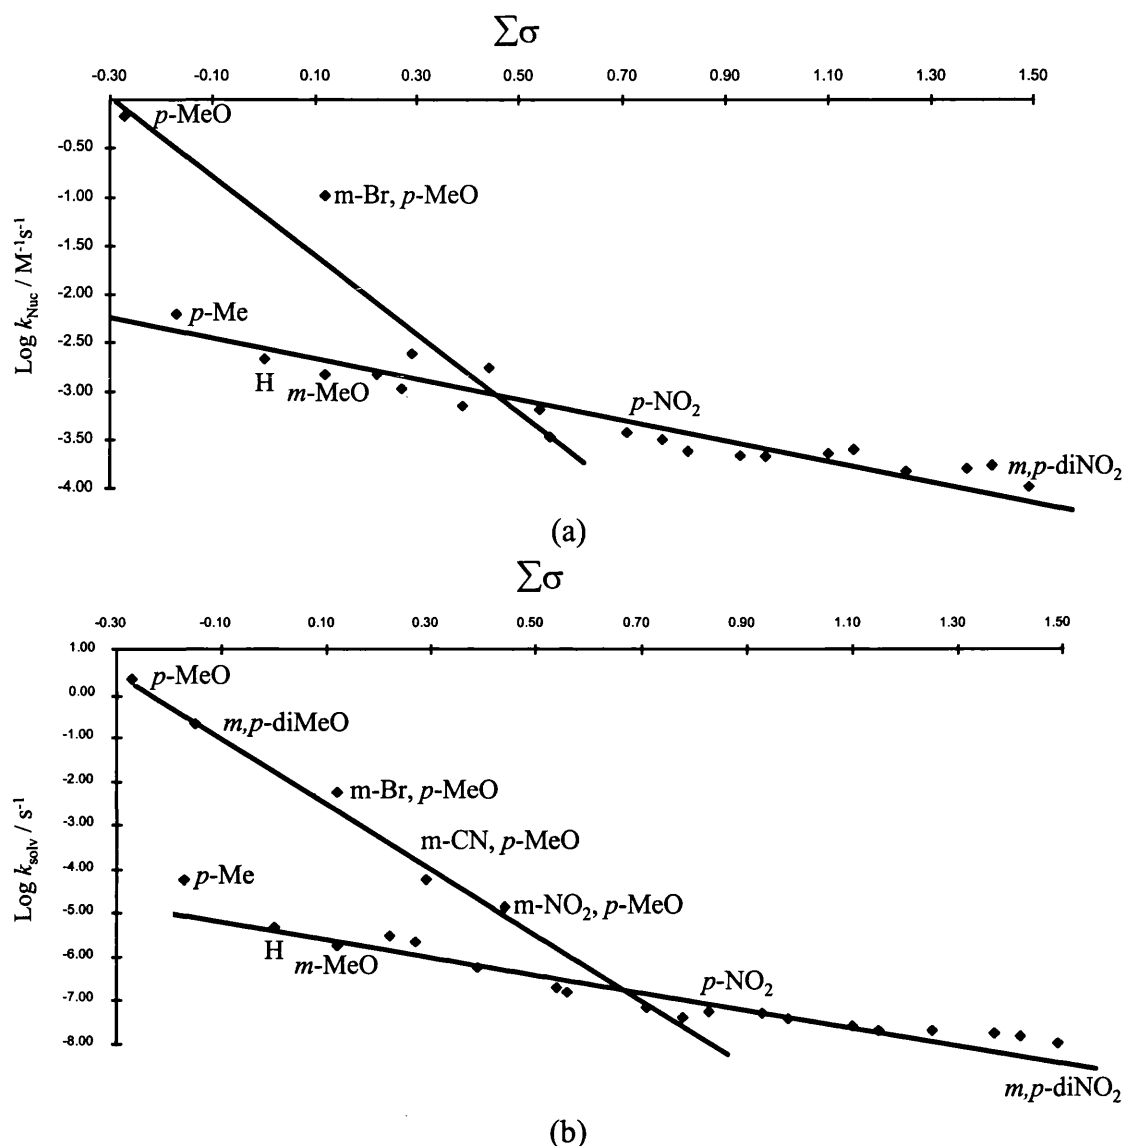 ∑σ
-0.30 -0.10 0.10 0.30 0.50 0.70 0.90 1.10 1.30 1.50
p-MeO
-0.50
m-Br, p-MeO
-1.00
-1.50
Log kNuc / M⁻¹s⁻¹
-2.00
p-Me
-2.50
H
m-MeO
-3.00
p-NO₂
-3.50
m,p-diNO₂
-4.00
(a)
∑σ
-0.30 -0.10 0.10 0.30 0.50 0.70 0.90 1.10 1.30 1.50
1.00
p-MeO
0.00
m,p-diMeO
-1.00
-2.00
m-Br, p-MeO
-3.00
m-CN, p-MeO
Log ksolv / s⁻¹
-4.00
p-Me
m-NO₂, p-MeO
-5.00
H
m-MeO
-6.00
p-NO₂
-7.00
-8.00
m,p-diNO₂
(b)